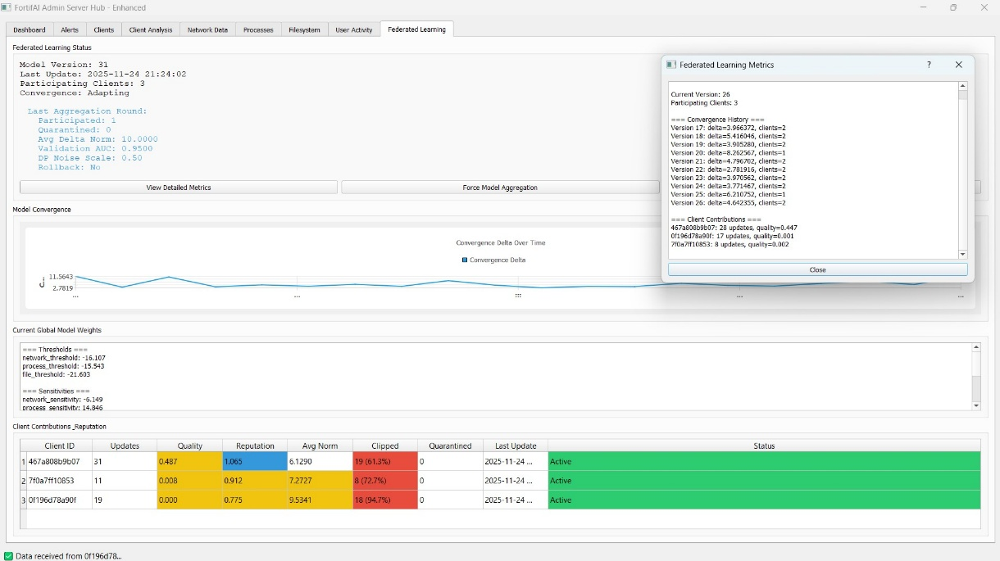 FortifAI Admin Server Hub - Enhanced
Dashboard Alerts Clients Client Analysis Network Data Processes Filesystem User Activity Federated Learning
Federated Learning Status
Model Version: 31
Last Update: 2025-11-24 21:24:02
Participating Clients: 3
Convergence: Adapting
Last Aggregation Round:
Participated: 1
Quarantined: 0
Avg Delta Norm: 10.0000
Validation AUC: 0.9500
DP Noise Scale: 0.50
Rollback: No
View Detailed Metrics Force Model Aggregation
Federated Learning Metrics ?
Current Version: 26
Participating Clients: 3
=== Convergence History ===
Version 17: delta=3.966372, clients=2
Version 18: delta=5.416046, clients=2
Version 19: delta=3.905280, clients=2
Version 20: delta=8.262567, clients=1
Version 21: delta=4.796702, clients=2
Version 22: delta=2.781916, clients=2
Version 23: delta=3.970562, clients=2
Version 24: delta=3.771467, clients=2
Version 25: delta=6.210752, clients=1
Version 26: delta=4.642355, clients=2
=== Client Contributions ===
467a808b9b07: 28 updates, quality=0.447
0f196d78a90f: 17 updates, quality=0.001
7f0a7ff10853: 8 updates, quality=0.002
Close
Model Convergence
Convergence Delta Over Time
Convergence Delta
C...
11.5643
2.7819
... ... ... ... ...
Current Global Model Weights
=== Thresholds ===
network_threshold: -16.107
process_threshold: -15.543
file_threshold: -21.603
=== Sensitivities ===
network_sensitivity: -6.149
process_sensitivity: 14.846
Client Contributions _Reputation
Client ID Updates Quality Reputation Avg Norm Clipped Quarantined Last Update Status
1 467a808b9b07 31 0.487 1.065 6.1290 19 (61.3%) 0 2025-11-24 ... Active
2 7f0a7ff10853 11 0.008 0.912 7.2727 8 (72.7%) 0 2025-11-24 ... Active
3 0f196d78a90f 19 0.000 0.775 9.5341 18 (94.7%) 0 2025-11-24 ... Active
Data received from 0f196d78...